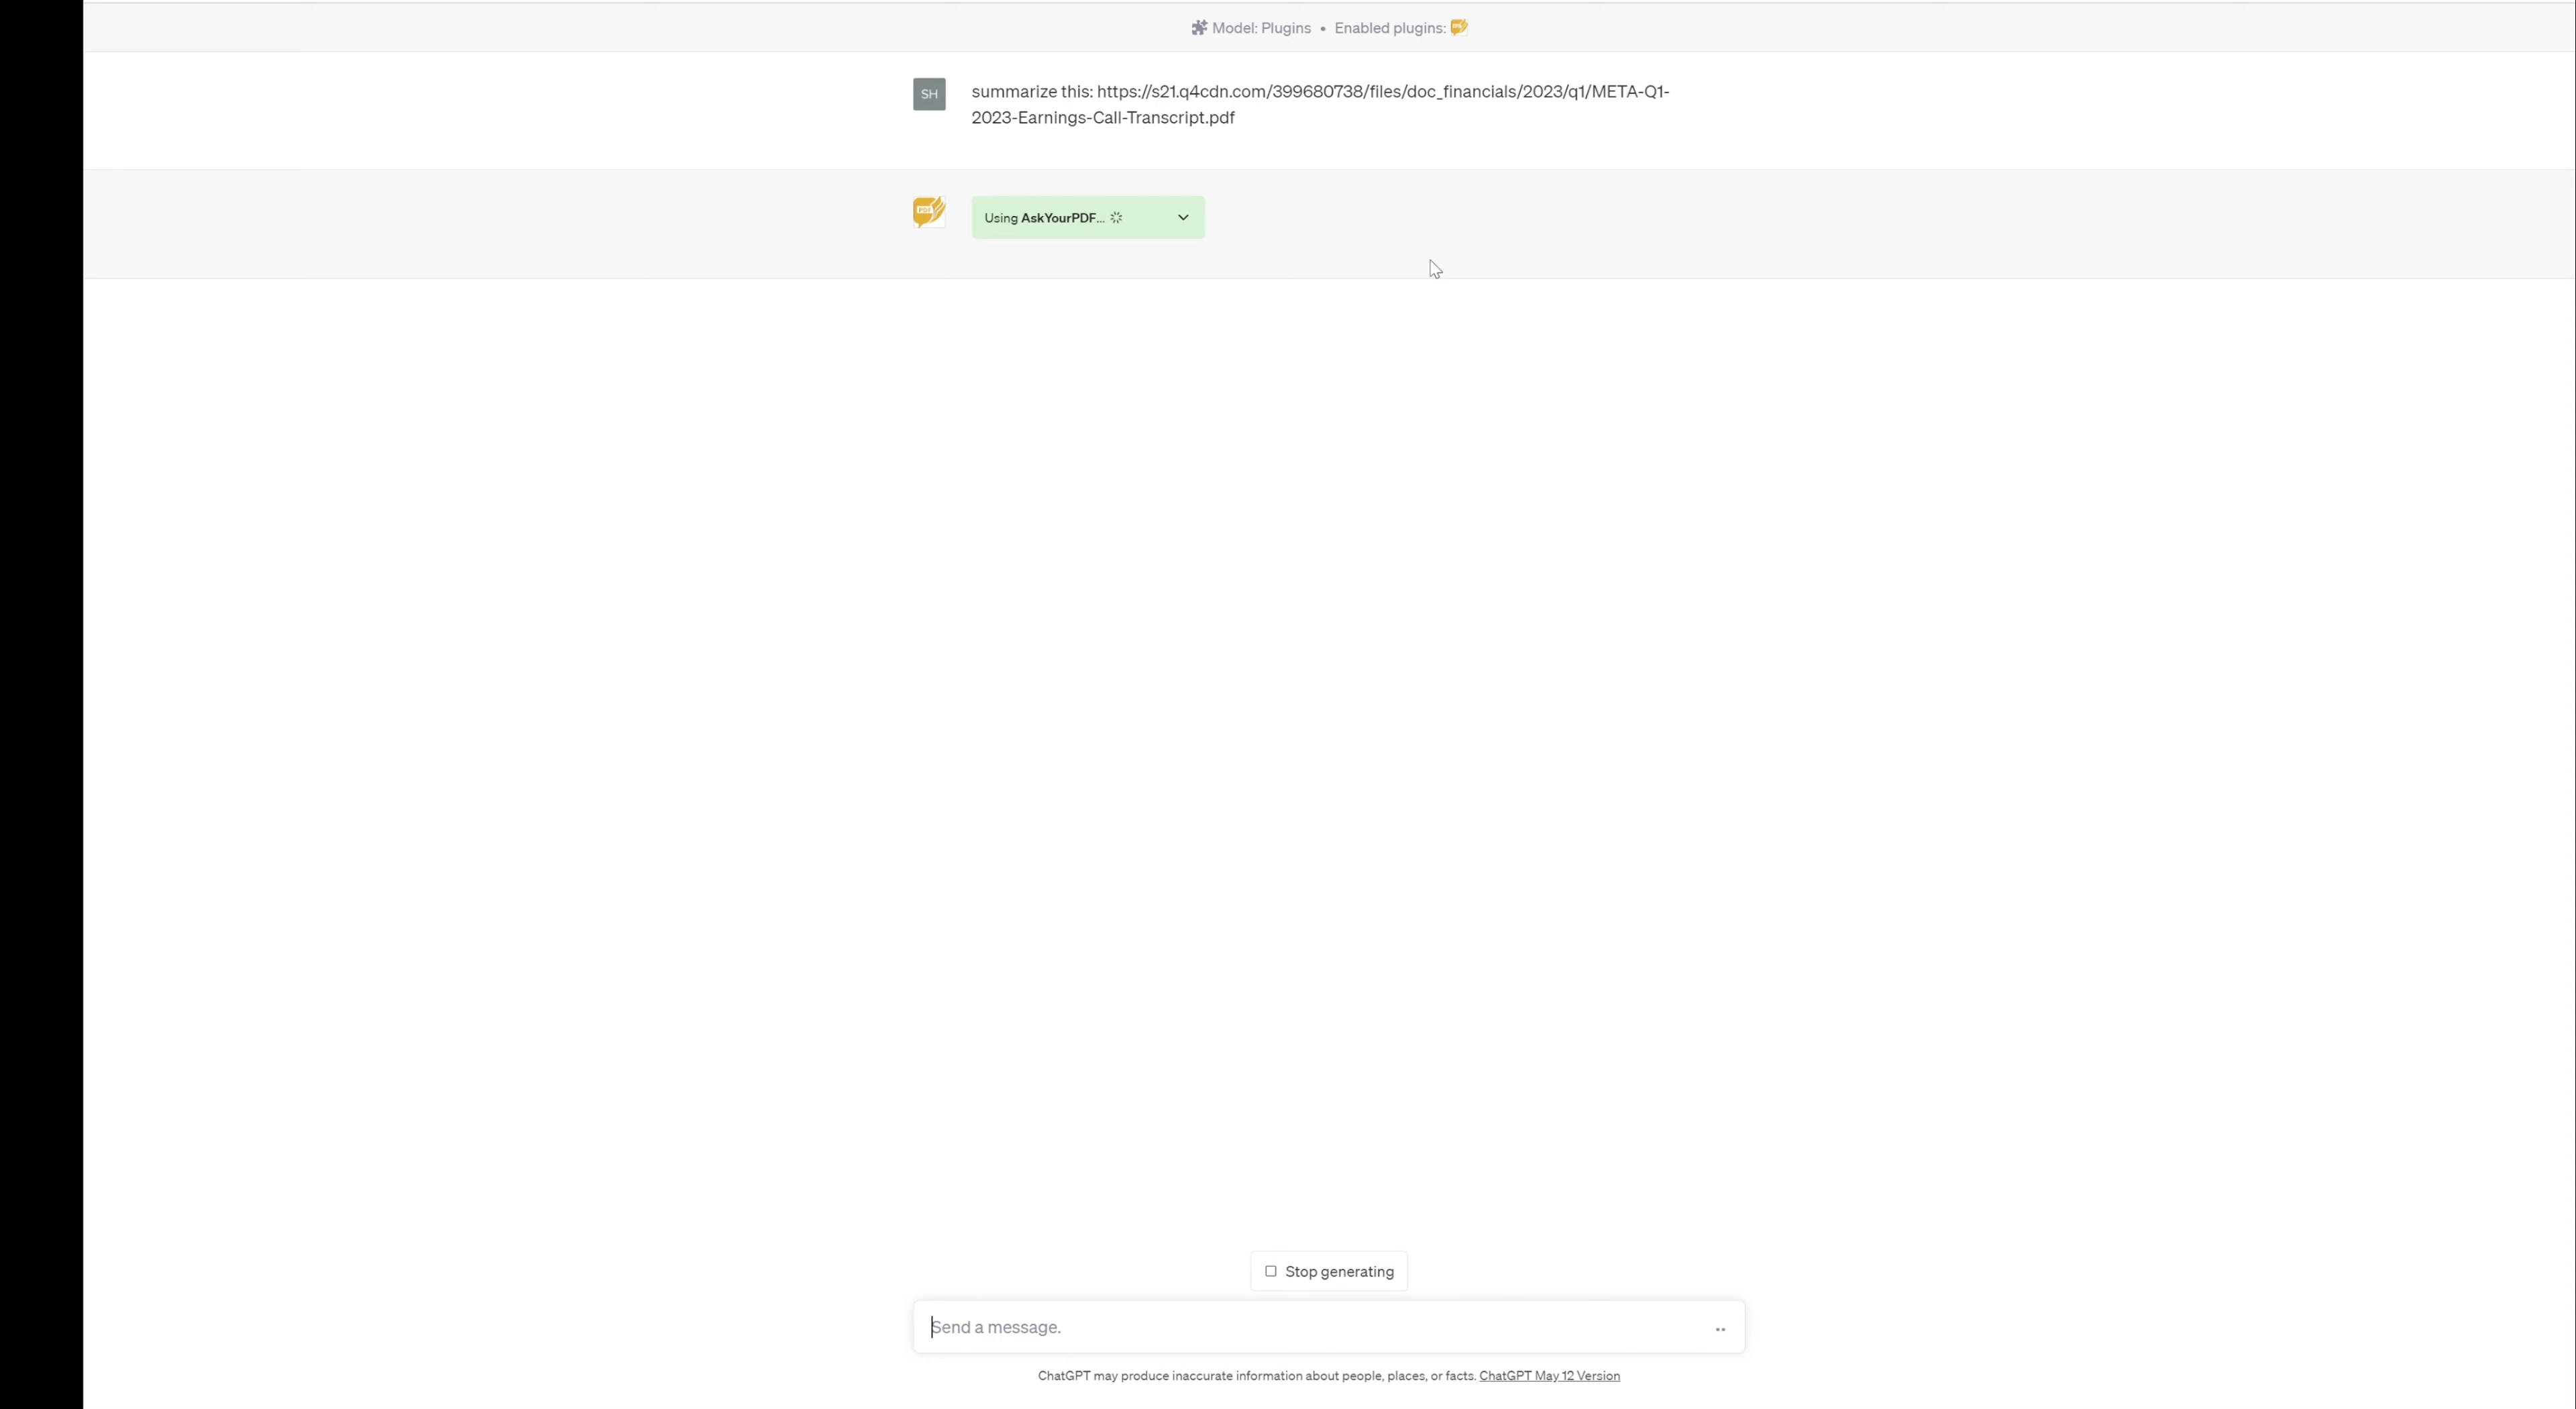 Model: Plugins • Enabled plugins:
SH
summarize this: https://s21.q4cdn.com/399680738/files/doc_financials/2023/q1/META-Q1-
2023-Earnings-Call-Transcript.pdf
PDF
Using AskYourPDF...
Stop generating
Send a message.
ChatGPT may produce inaccurate information about people, places, or facts. ChatGPT May 12 Version